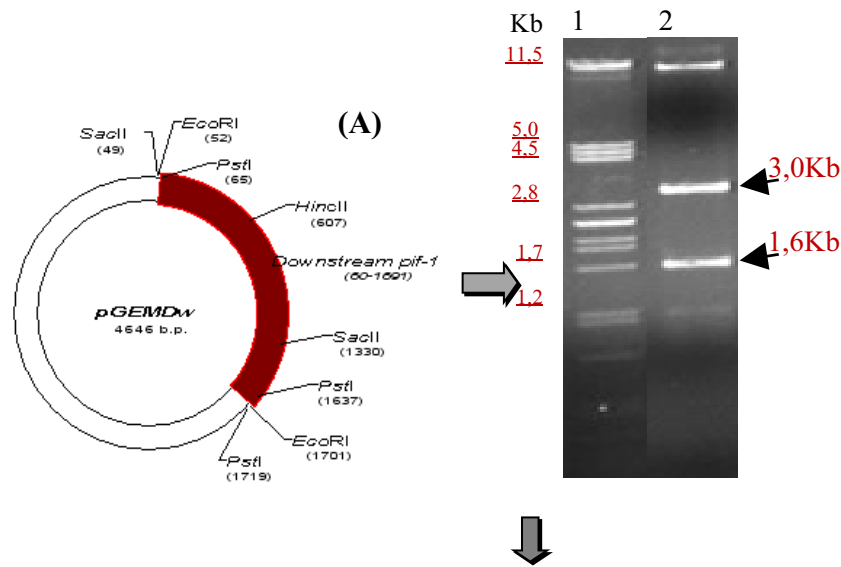 (A)
SacII
(49)
EcoRI
(52)
PstI
(65)
HincII
(607)
Downstream pif-1
(60-1691)
pGEMDw
4646 b.p.
SacII
(1330)
PstI
(1637)
EcoRI
(1701)
PstI
(1719)
Kb 1 2
11,5
5,0
4,5
2,8
1,7
1,2
3,0Kb
1,6Kb